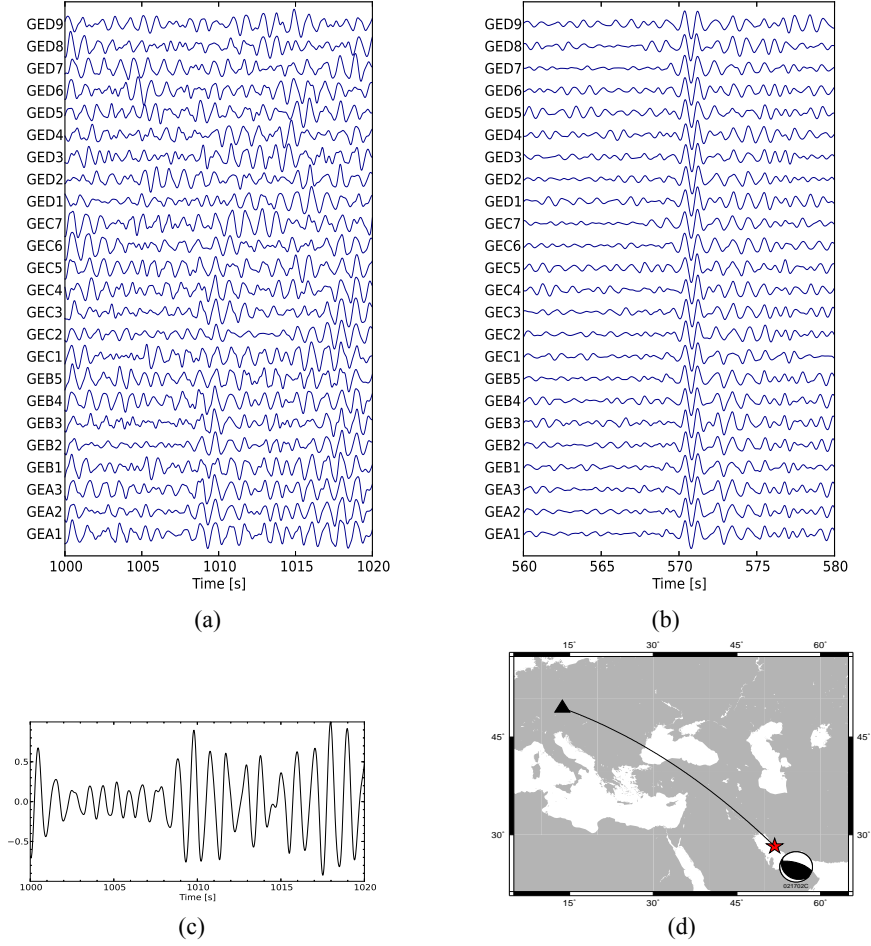 GED9
GED8
GED7
GED6
GED5
GED4
GED3
GED2
GED1
GEC7
GEC6
GEC5
GEC4
GEC3
GEC2
GEC1
GEB5
GEB4
GEB3
GEB2
GEB1
GEA3
GEA2
GEA1
1000 1005 1010 1015 1020
Time [s]
(a)
GED9
GED8
GED7
GED6
GED5
GED4
GED3
GED2
GED1
GEC7
GEC6
GEC5
GEC4
GEC3
GEC2
GEC1
GEB5
GEB4
GEB3
GEB2
GEB1
GEA3
GEA2
GEA1
560 565 570 575 580
Time [s]
(b)
0.5
0.0
−0.5
1000 1005 1010 1015 1020
Time [s]
(c)
15° 30° 45° 60°
45° 45°
30° 30°
021702C
15° 30° 45° 60°
(d)